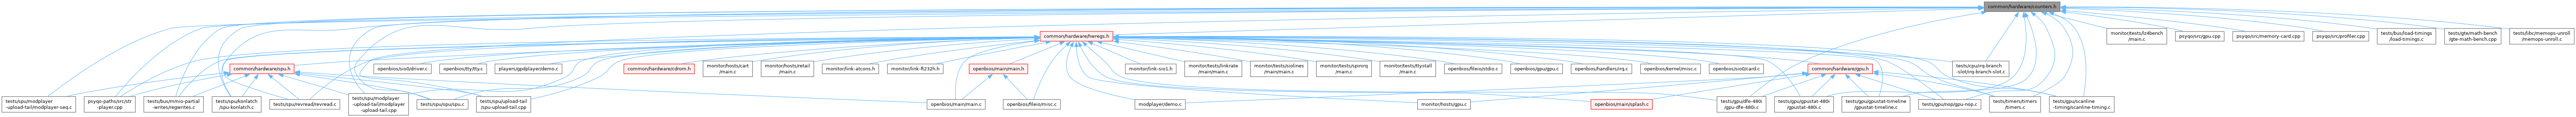 common/hardware/counters.h
common/hardware/hwregs.h
monitor/tests/lz4bench
/main.c
psyqo/src/gpu.cpp
psyqo/src/memory-card.cpp
psyqo/src/profiler.cpp
tests/bus/load-timings
/load-timings.c
tests/gte/math-bench
/gte-math-bench.cpp
tests/libc/memops-unroll
/memops-unroll.c
common/hardware/spu.h
openbios/sio0/driver.c
openbios/tty/tty.c
players/gpdplayer/demo.c
common/hardware/cdrom.h
monitor/hosts/cart
/main.c
monitor/hosts/retail
/main.c
monitor/link-atcons.h
monitor/link-ft232h.h
openbios/main/main.h
monitor/link-sio1.h
monitor/tests/linkrate
/main/main.c
monitor/tests/siolines
/main/main.c
monitor/tests/spinirq
/main.c
monitor/tests/ttystall
/main.c
openbios/fileio/stdio.c
openbios/gpu/gpu.c
openbios/handlers/irq.c
openbios/kernel/misc.c
openbios/sio0/card.c
common/hardware/gpu.h
tests/cpu/irq-branch
-slot/irq-branch-slot.c
tests/spu/modplayer
-upload-tail/modplayer-seq.c
psyqo-paths/src/str
-player.cpp
tests/bus/mmio-partial
-writes/regwrites.c
tests/spu/konlatch
/spu-konlatch.c
tests/spu/revread/revread.c
tests/spu/modplayer
-upload-tail/modplayer
-upload-tail.cpp
tests/spu/spu/spu.c
tests/spu/upload-tail
/spu-upload-tail.cpp
openbios/main/main.c
openbios/fileio/misc.c
modplayer/demo.c
monitor/hosts/gpu.c
openbios/main/splash.c
tests/gpu/dfe-480i
/gpu-dfe-480i.c
tests/gpu/gpustat-480i
/gpustat-480i.c
tests/gpu/gpustat-timeline
/gpustat-timeline.c
tests/gpu/nop/gpu-nop.c
tests/timers/timers
/timers.c
tests/gpu/scanline
-timing/scanline-timing.c